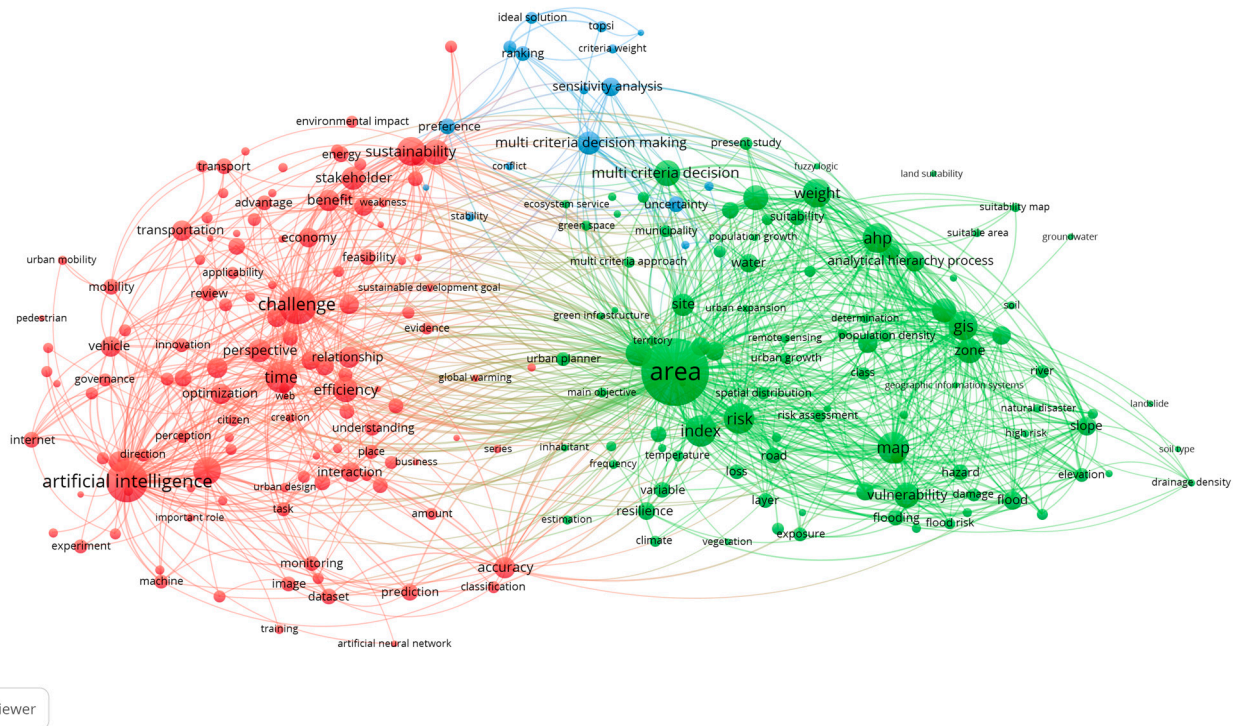 ideal solution
topsi
ranking
criteria weight
sensitivity analysis
environmental impact
preference
multi criteria decision making
present study
energy
sustainability
conflict
multi criteria decision
fuzzy logic
land suitability
transport
stakeholder
weight
advantage
benefit
weakness
ecosystem service
uncertainty
suitability map
stability
suitability
green space
municipality
transportation
economy
population growth
ahp
suitable area
groundwater
urban mobility
feasibility
multi criteria approach
water
analytical hierarchy process
applicability
mobility
review
sustainable development goal
challenge
site
urban expansion
soil
pedestrian
green infrastructure
determination
gis
evidence
territory
remote sensing
population density
vehicle
innovation
perspective
relationship
urban planner
urban growth
zone
governance
time
global warming
area
class
river
geographic information systems
optimization
web
efficiency
main objective
spatial distribution
citizen
creation
risk assessment
natural disaster
landslide
internet
perception
understanding
index
risk
high risk
slope
direction
place
series
inhabitant
temperature
road
map
soil type
business
frequency
loss
artificial intelligence
interaction
hazard
elevation
drainage density
urban design
variable
task
layer
vulnerability
damage
flood
important role
amount
estimation
resilience
flooding
flood risk
experiment
climate
vegetation
exposure
monitoring
accuracy
machine
image
dataset
prediction
classification
training
artificial neural network
iewer